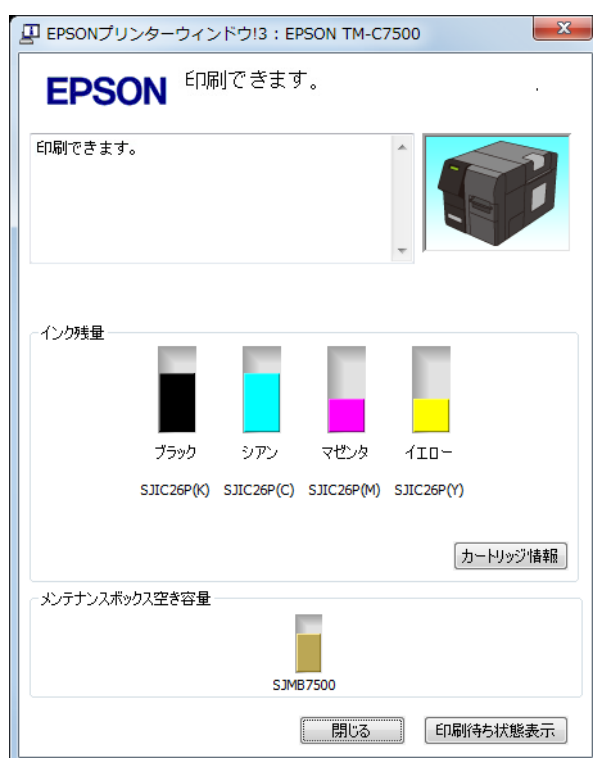 EPSONプリンターウィンドウ!3 : EPSON TM-C7500
EPSON 印刷できます。
印刷できます。
インク残量
ブラック シアン マゼンタ イエロー
SJIC26P(K) SJIC26P(C) SJIC26P(M) SJIC26P(Y)
カートリッジ情報
メンテナンスボックス空き容量
SJMB7500
閉じる 印刷待ち状態表示